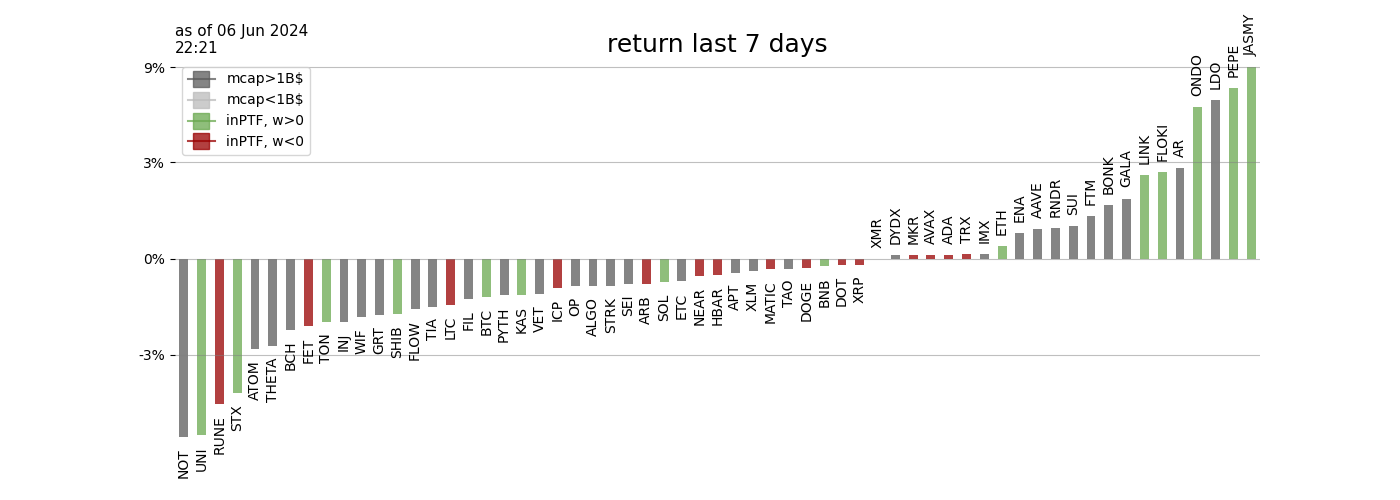 as of 06 Jun 2024
22:21
return last 7 days
9%
3%
0%
-3%
mcap>1B$
mcap<1B$
inPTF, w>0
inPTF, w<0
NOT
UNI
RUNE
STX
ATOM
THETA
BCH
FET
TON
INJ
WIF
GRT
SHIB
FLOW
TIA
LTC
FIL
BTC
PYTH
KAS
VET
ICP
OP
ALGO
STRK
SEI
ARB
SOL
ETC
NEAR
HBAR
APT
XLM
MATIC
TAO
DOGE
BNB
DOT
XRP
XMR
DYDX
MKR
AVAX
ADA
TRX
IMX
ETH
ENA
AAVE
RNDR
SUI
FTM
BONK
GALA
LINK
FLOKI
AR
ONDO
LDO
PEPE
JASMY